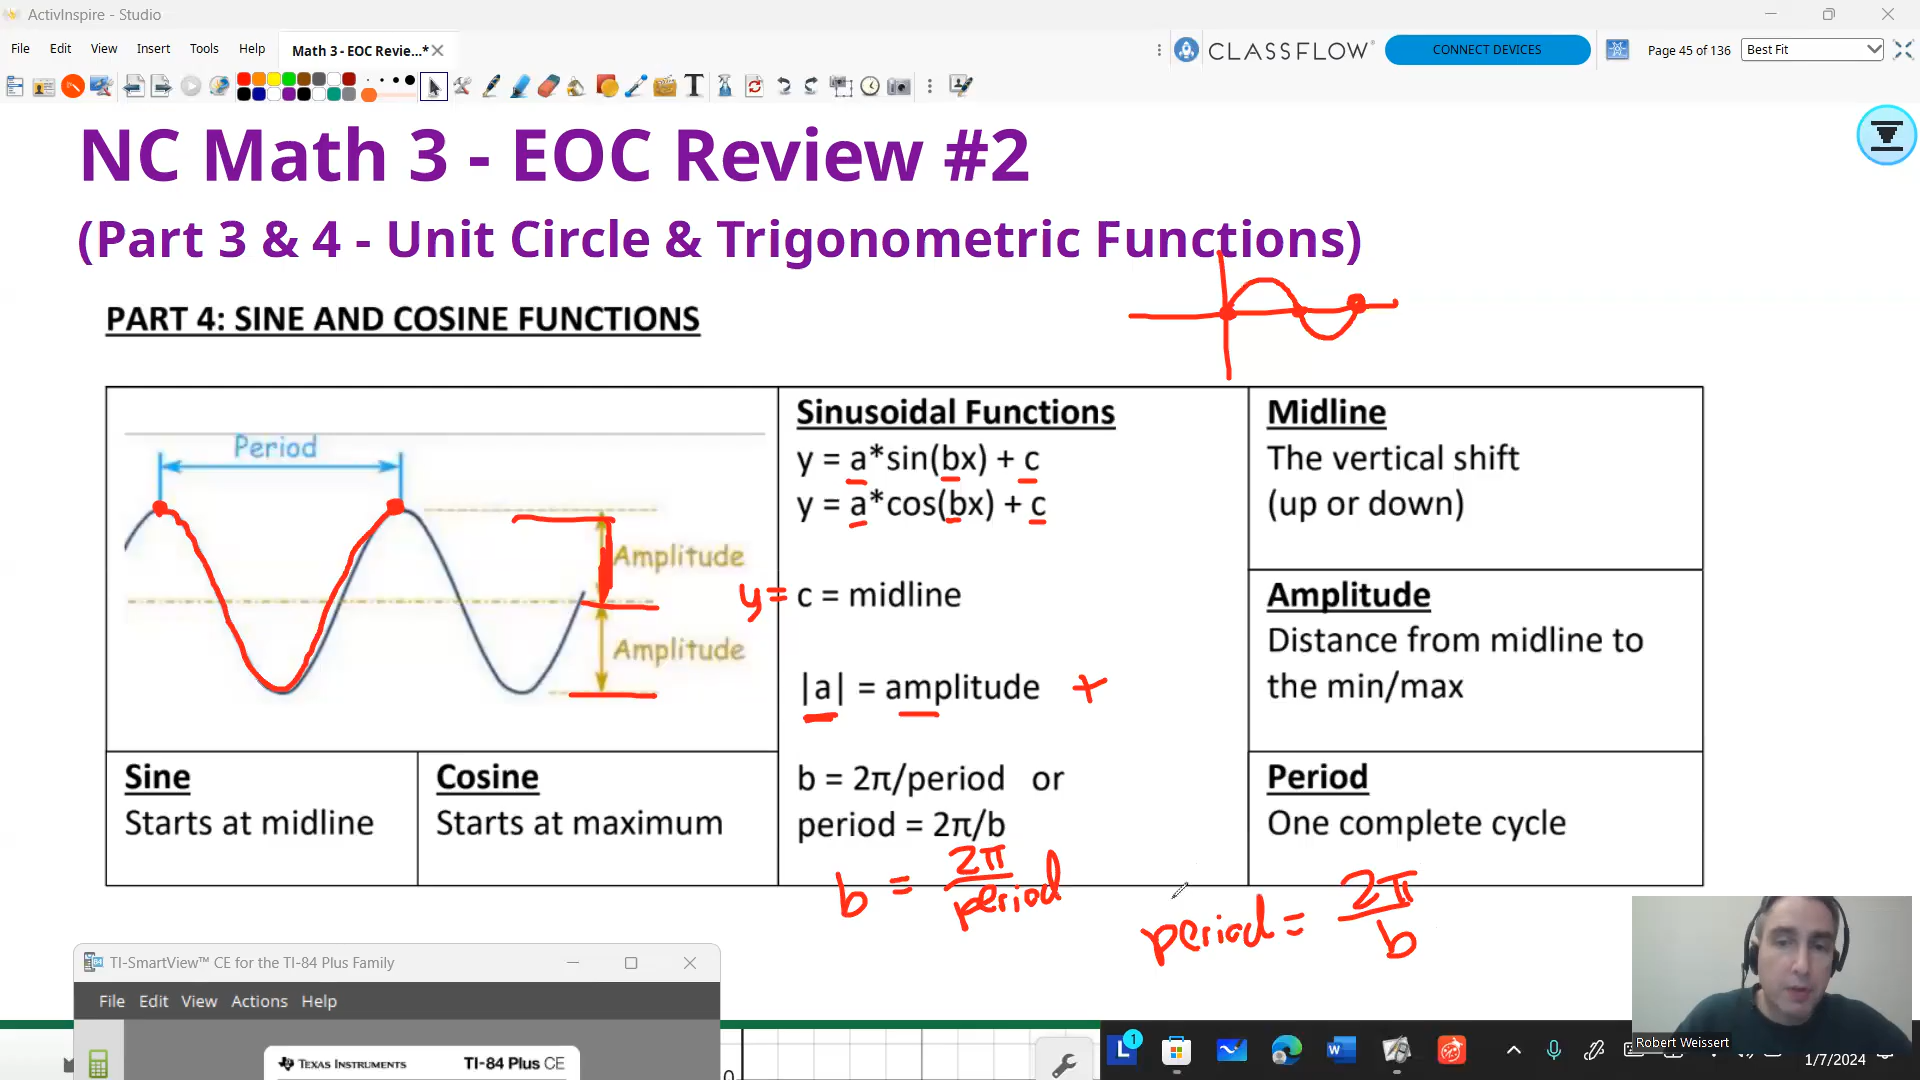 ActivInspire - Studio
File Edit View Insert Tools Help
Math 3 - EOC Revie...*
CLASSFLOW
CONNECT DEVICES
Page 45 of 136
Best Fit
NC Math 3 - EOC Review #2
(Part 3 & 4 - Unit Circle & Trigonometric Functions)
PART 4: SINE AND COSINE FUNCTIONS
Period
Amplitude
Amplitude
Sine
Starts at midline
Cosine
Starts at maximum
Sinusoidal Functions
y = a*sin(bx) + c
y = a*cos(bx) + c
y = c = midline
|a| = amplitude +
b = 2π/period or
period = 2π/b
b = 2π/period
period = 2π/b
Midline
The vertical shift
(up or down)
Amplitude
Distance from midline to
the min/max
Period
One complete cycle
TI-SmartView™ CE for the TI-84 Plus Family
File Edit View Actions Help
TEXAS INSTRUMENTS TI-84 Plus CE
Robert Weissert
1/7/2024